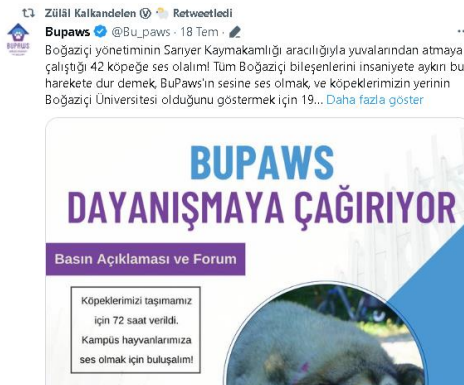 Zülâl Kalkandelen Ⓥ Retweetledi
Bupaws @Bu_paws · 18 Tem ·
Boğaziçi yönetiminin Sarıyer Kaymakamlığı aracılığıyla yuvalarından atmaya
çalıştığı 42 köpeğe ses olalım! Tüm Boğaziçi bileşenlerini insaniyete aykırı bu
harekete dur demek, BuPaws'ın sesine ses olmak, ve köpeklerimizin yerinin
Boğaziçi Üniversitesi olduğunu göstermek için 19... Daha fazla göster
BUPAWS
BUPAWS
DAYANIŞMAYA ÇAĞIRIYOR
Basın Açıklaması ve Forum
Köpeklerimizi taşımamız
için 72 saat verildi.
Kampüs hayvanlarımıza
ses olmak için buluşalım!